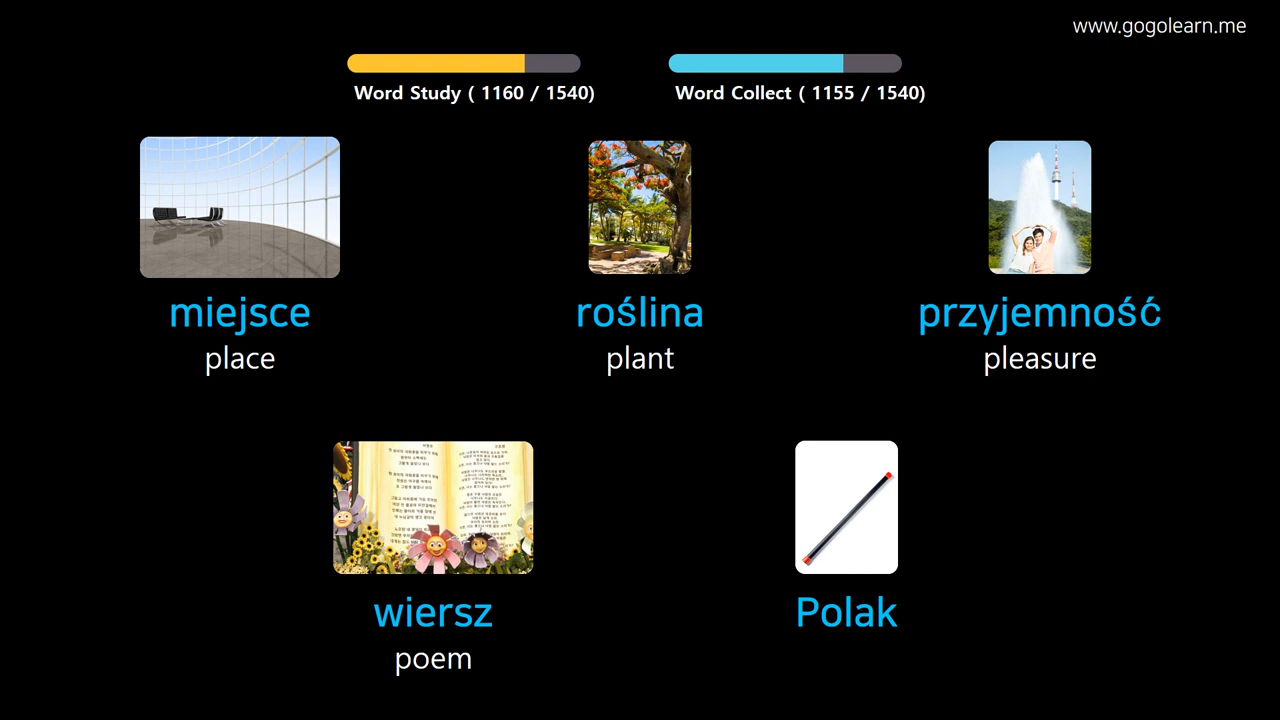 www.gogolearn.me
Word Study ( 1160 / 1540)
Word Collect ( 1155 / 1540)
miejsce
place
roślina
plant
przyjemność
pleasure
wiersz
poem
Polak